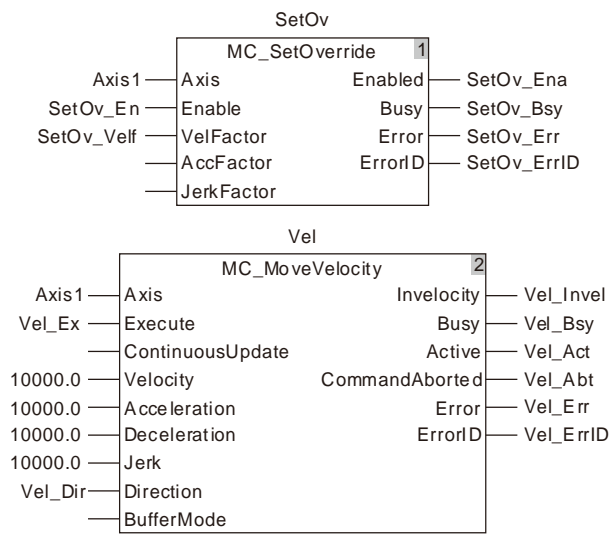 SetOv
MC_SetOverride 1
Axis1 Axis Enabled SetOv_Ena
SetOv_En Enable Busy SetOv_Bsy
SetOv_Velf VelFactor Error SetOv_Err
AccFactor ErrorID SetOv_ErrID
JerkFactor
Vel
MC_MoveVelocity 2
Axis1 Axis Invelocity Vel_Invel
Vel_Ex Execute Busy Vel_Bsy
ContinuousUpdate Active Vel_Act
10000.0 Velocity CommandAborted Vel_Abt
10000.0 Acceleration Error Vel_Err
10000.0 Deceleration ErrorID Vel_ErrID
10000.0 Jerk
Vel_Dir Direction
BufferMode